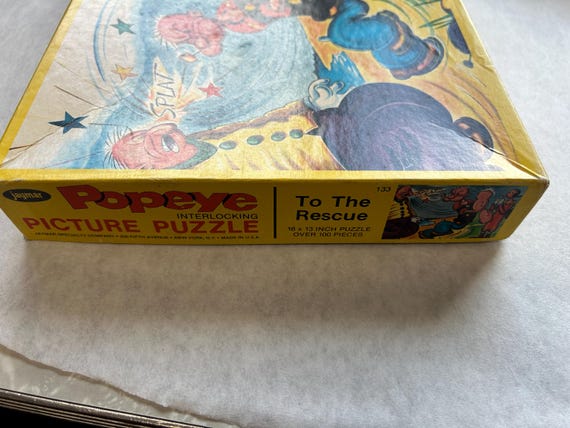 SPLAT
Jaymar
Popeye
INTERLOCKING
PICTURE PUZZLE
JAYMAR SPECIALTY COMPANY • 200 FIFTH AVENUE • NEW YORK, N.Y. • MADE IN U.S.A.
To The
Rescue
16 x 13 INCH PUZZLE
OVER 100 PIECES
133